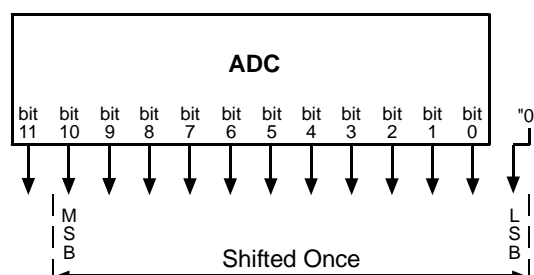 ADC
bit bit bit bit bit bit bit bit bit bit bit bit
11 10 9 8 7 6 5 4 3 2 1 0 "0
MSB LSB
Shifted Once